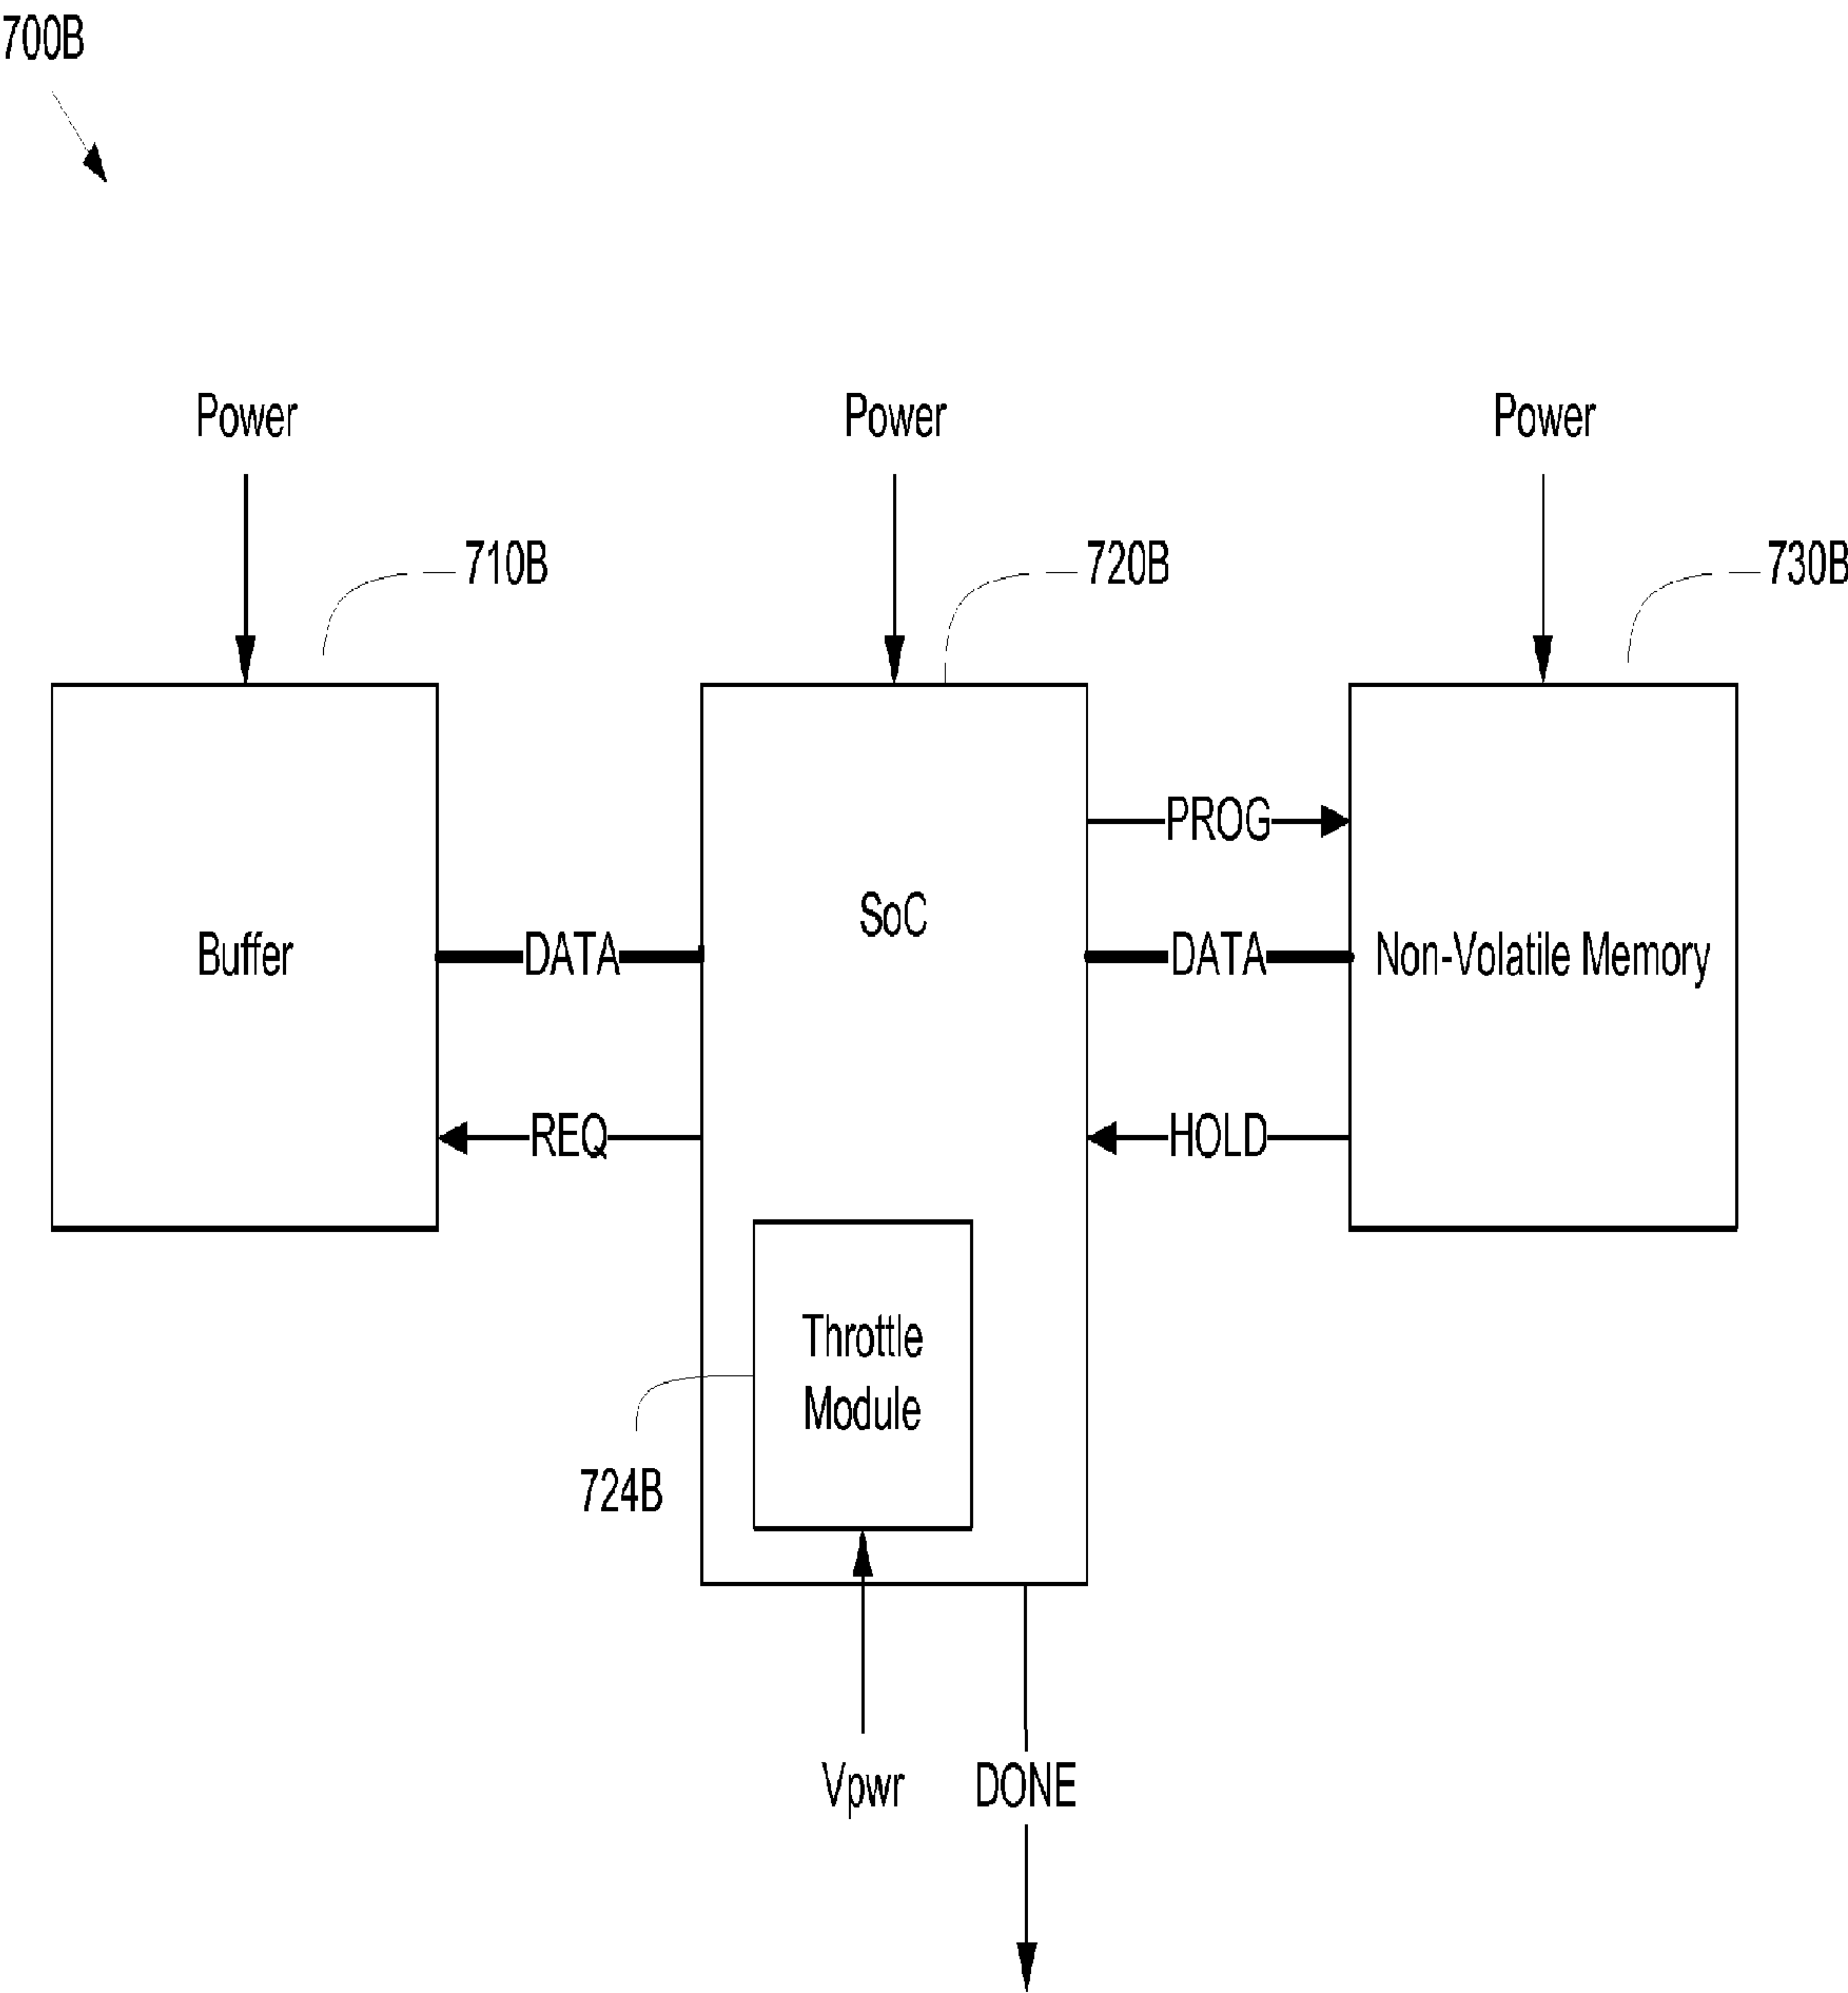 700B
Power
Power
Power
710B
720B
730B
PROG
SoC
Buffer
DATA
DATA
Non-Volatile Memory
REQ
HOLD
Throttle
Module
724B
Vpwr
DONE